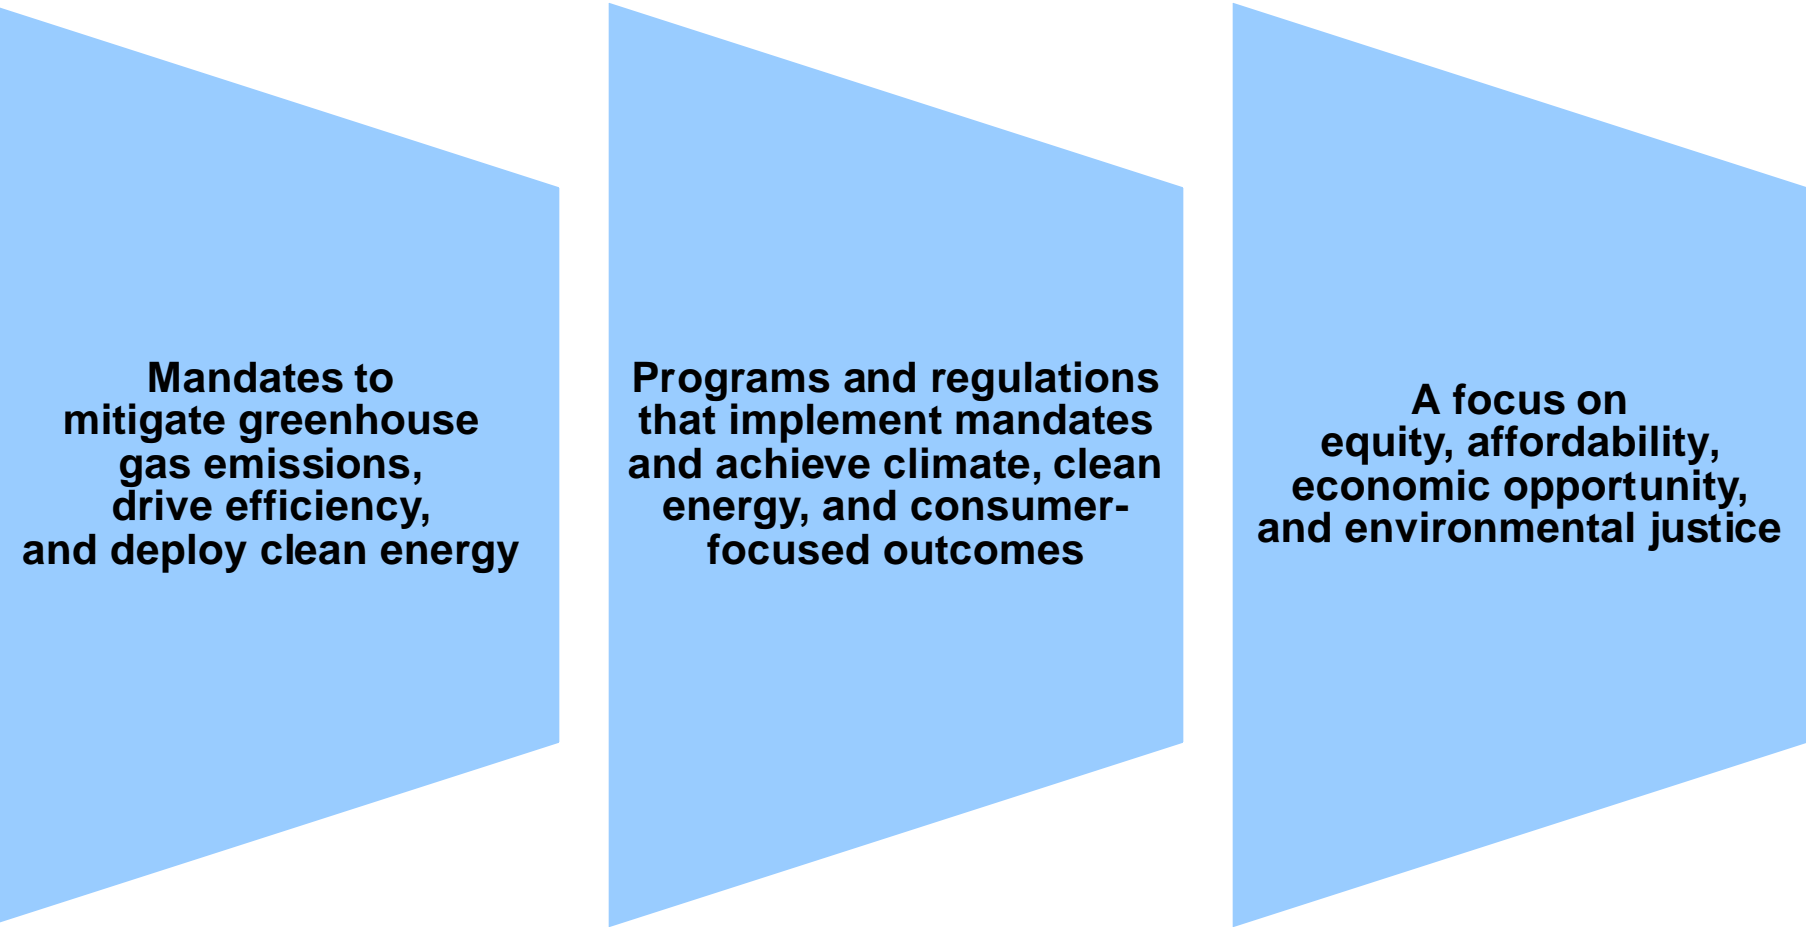 Mandates to
mitigate greenhouse
gas emissions,
drive efficiency,
and deploy clean energy
Programs and regulations
that implement mandates
and achieve climate, clean
energy, and consumer-
focused outcomes
A focus on
equity, affordability,
economic opportunity,
and environmental justice